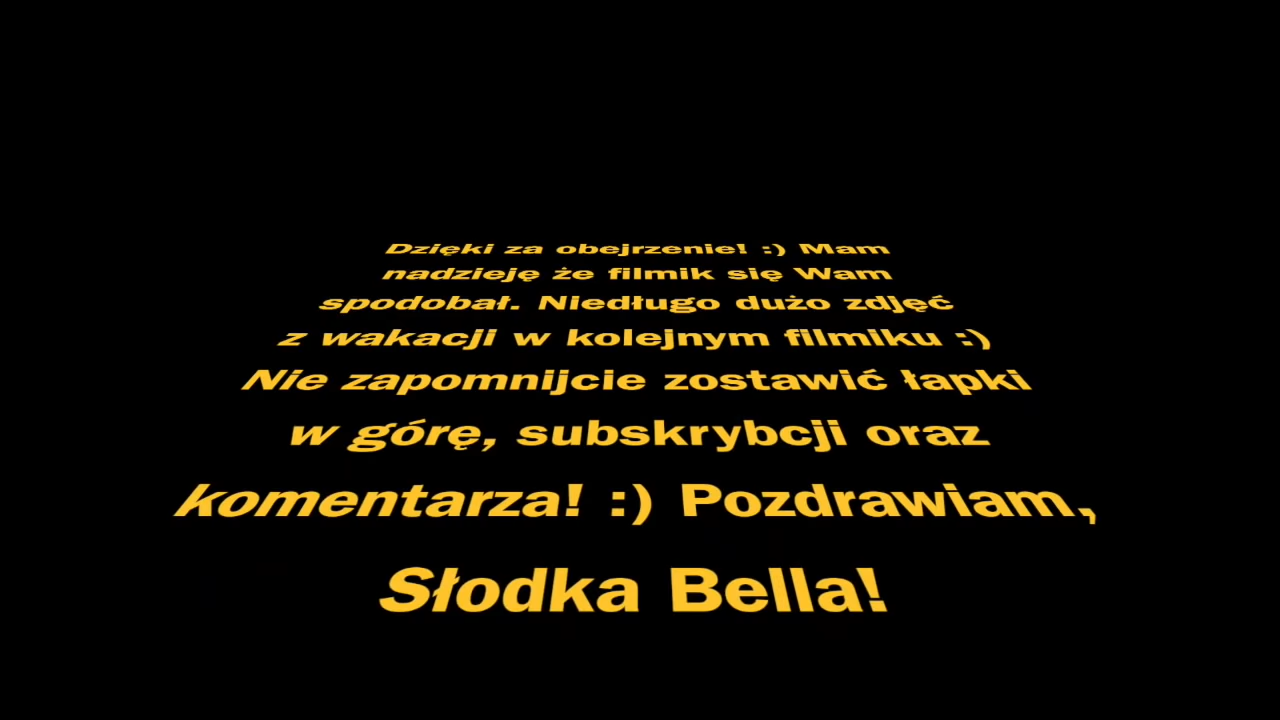 Dzięki za obejrzenie! :) Mam
nadzieję że filmik się Wam
spodobał. Niedługo dużo zdjęć
z wakacji w kolejnym filmiku :)
Nie zapomnijcie zostawić łapki
w górę, subskrybcji oraz
komentarza! :) Pozdrawiam,
Słodka Bella!